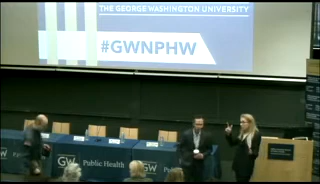 THE GEORGE WASHINGTON UNIVERSITY
#GWNPHW
GW Public Health
GW